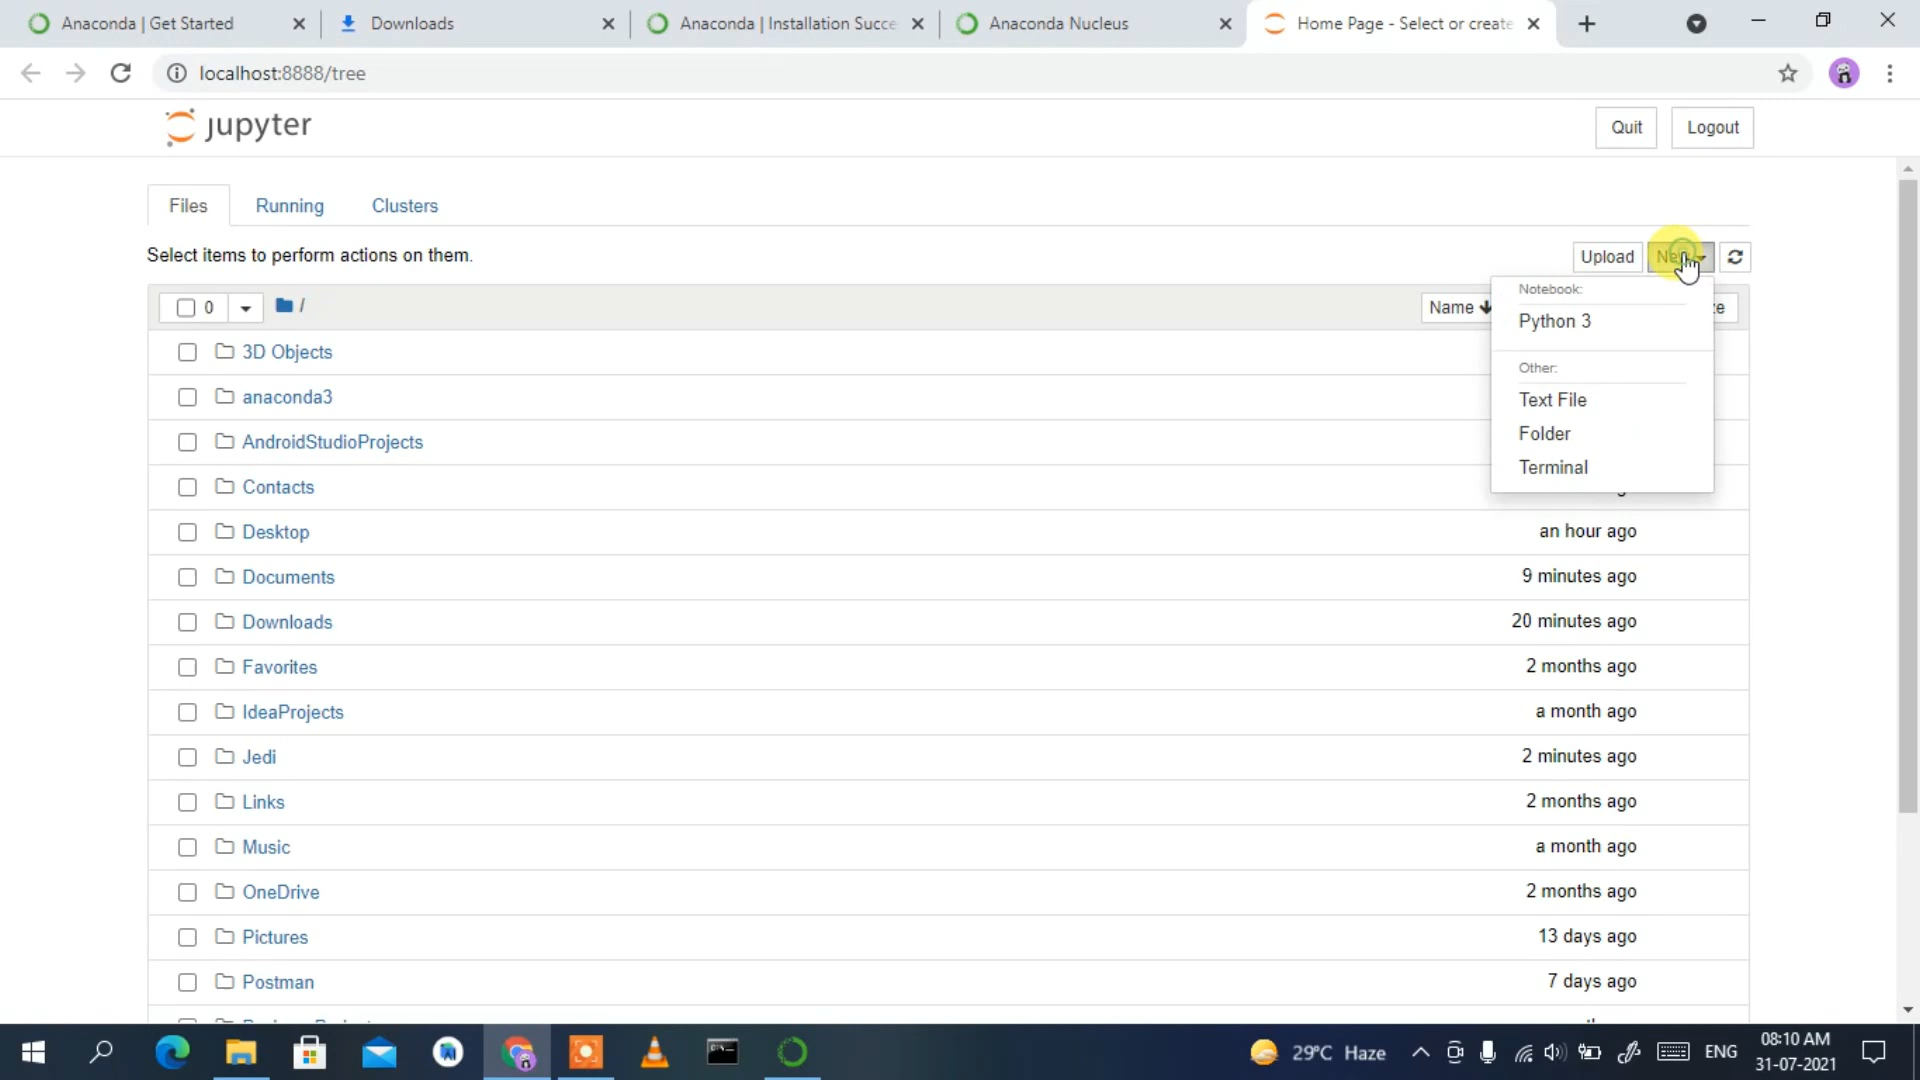 Anaconda | Get Started
Downloads
Anaconda | Installation Succe
Anaconda Nucleus
Home Page - Select or create
localhost:8888/tree
jupyter
Quit
Logout
Files
Running
Clusters
Select items to perform actions on them.
Upload
0
/
Name
Notebook:
Python 3
Other:
Text File
Folder
Terminal
3D Objects
anaconda3
AndroidStudioProjects
Contacts
Desktop
an hour ago
Documents
9 minutes ago
Downloads
20 minutes ago
Favorites
2 months ago
IdeaProjects
a month ago
Jedi
2 minutes ago
Links
2 months ago
Music
a month ago
OneDrive
2 months ago
Pictures
13 days ago
Postman
7 days ago
29°C Haze
ENG
08:10 AM
31-07-2021